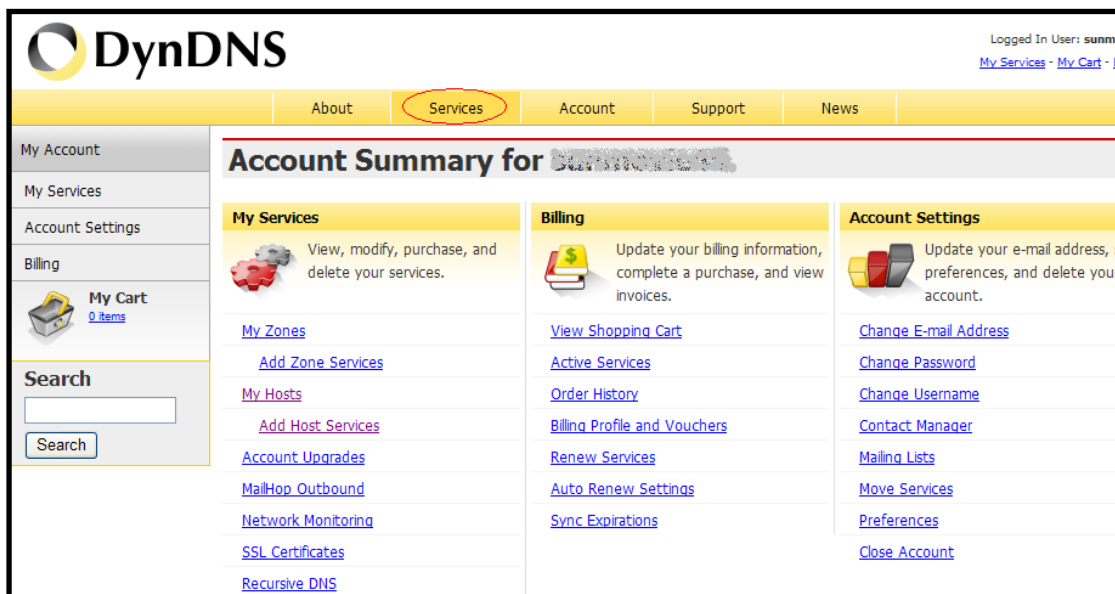 DynDNS
Logged In User:
My Services - My Cart -
About Services Account Support News
My Account
My Services
Account Settings
Billing
My Cart
0 items
Search
Search
Account Summary for
My Services
View, modify, purchase, and
delete your services.
My Zones
Add Zone Services
My Hosts
Add Host Services
Account Upgrades
MailHop Outbound
Network Monitoring
SSL Certificates
Recursive DNS
Billing
Update your billing information,
complete a purchase, and view
invoices.
View Shopping Cart
Active Services
Order History
Billing Profile and Vouchers
Renew Services
Auto Renew Settings
Sync Expirations
Account Settings
Update your e-mail address,
preferences, and delete your
account.
Change E-mail Address
Change Password
Change Username
Contact Manager
Mailing Lists
Move Services
Preferences
Close Account